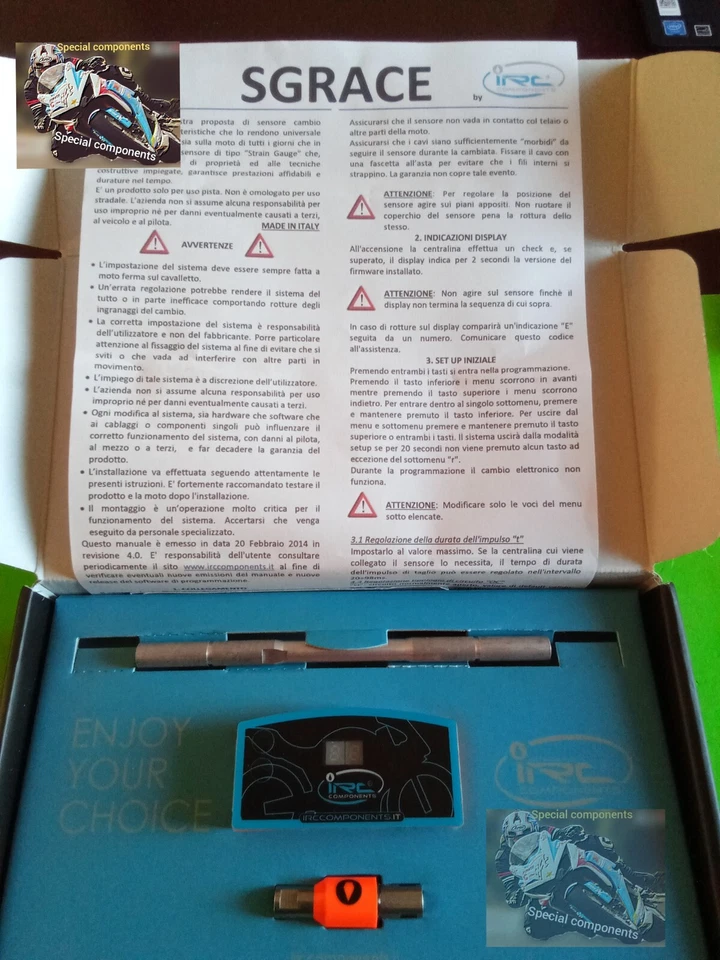 Special components
Special components
SGRACE
by
IRC
COMPONENTS
tra proposta di sensore cambio
teristiche che lo rendono universale
sia sulla moto di tutti i giorni che in
sensore di tipo "Strain Gauge" che,
di proprietà ed alle tecniche
costruttive impiegate, garantisce prestazioni affidabili e
durature nel tempo.
E' un prodotto solo per uso pista. Non è omologato per uso
stradale. L'azienda non si assume alcuna responsabilità per
uso improprio né per danni eventualmente causati a terzi,
al veicolo e al pilota.
MADE IN ITALY
AVVERTENZE
• L'impostazione del sistema deve essere sempre fatta a
moto ferma sul cavalletto.
• Un'errata regolazione potrebbe rendere il sistema del
tutto o in parte inefficace comportando rotture degli
ingranaggi del cambio.
• La corretta impostazione del sistema è responsabilità
dell'utilizzatore e non del fabbricante. Porre particolare
attenzione al fissaggio del sistema al fine di evitare che si
sviti o che vada ad interferire con altre parti in
movimento.
• L'impiego di tale sistema è a discrezione dell'utilizzatore.
• L'azienda non si assume alcuna responsabilità per uso
improprio né per danni eventualmente causati a terzi.
• Ogni modifica al sistema, sia hardware che software che
ai cablaggi o componenti singoli può influenzare il
corretto funzionamento del sistema, con danni al pilota,
al mezzo o a terzi, e far decadere la garanzia del
prodotto.
• L'installazione va effettuata seguendo attentamente le
presenti istruzioni. E' fortemente raccomandato testare il
prodotto e la moto dopo l'installazione.
• Il montaggio è un'operazione molto critica per il
funzionamento del sistema. Accertarsi che venga
eseguito da personale specializzato.
Questo manuale è emesso in data 20 Febbraio 2014 in
revisione 4.0. E' responsabilità dell'utente consultare
periodicamente il sito www.irccomponents.it al fine di
verificare eventuali nuove emissioni del manuale e nuove
release del software di programmazione.
Assicurarsi che il sensore non vada in contatto col telaio o
altre parti della moto.
Assicurarsi che i cavi siano sufficientemente "morbidi" da
seguire il sensore durante la cambiata. Fissare il cavo con
una fascetta all'asta per evitare che i fili interni si
strappino. La garanzia non copre tale evento.
ATTENZIONE: Per regolare la posizione del
sensore agire sui piani appositi. Non ruotare il
coperchio del sensore pena la rottura dello
stesso.
2. INDICAZIONI DISPLAY
All'accensione la centralina effettua un check e, se
superato, il display indica per 2 secondi la versione del
firmware installato.
ATTENZIONE: Non agire sul sensore finchè il
display non termina la sequenza di cui sopra.
In caso di rotture sul display comparirà un'indicazione "E"
seguita da un numero. Comunicare questo codice
all'assistenza.
3. SET UP INIZIALE
Premendo entrambi i tasti si entra nella programmazione.
Premendo il tasto inferiore i menu scorrono in avanti
mentre premendo il tasto superiore i menu scorrono
indietro. Per entrare dentro al singolo sottomenu, premere
e mantenere premuto il tasto inferiore. Per uscire dal
menu e sottomenu premere e mantenere premuto il tasto
superiore o entrambi i tasti. Il sistema uscirà dalla modalità
setup se per 20 secondi non viene premuto alcun tasto ad
eccezione del sottomenu "r".
Durante la programmazione il cambio elettronico non
funziona.
ATTENZIONE: Modificare solo le voci del menu
sotto elencate.
3.1 Regolazione della durata dell'impulso "t"
Impostarlo al valore massimo. Se la centralina cui viene
collegato il sensore lo necessita, il tempo di durata
dell'impulso di taglio può essere regolato nell'intervallo
ENJOY
YOUR
CHOICE
IRC
COMPONENTS
IRCCOMPONENTS.IT
IRC
COMPONENTS
Special components
Special components